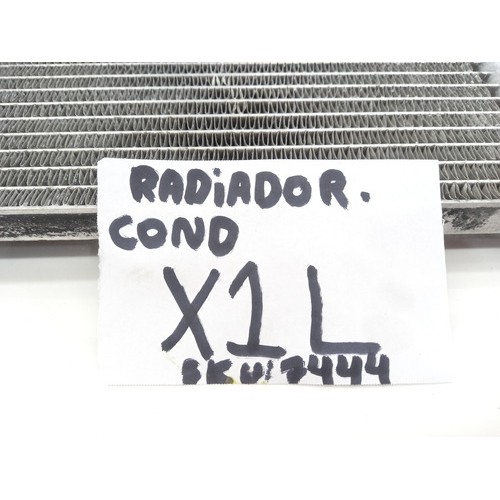 RADiADOR.
COND
X1L
SKU 7444